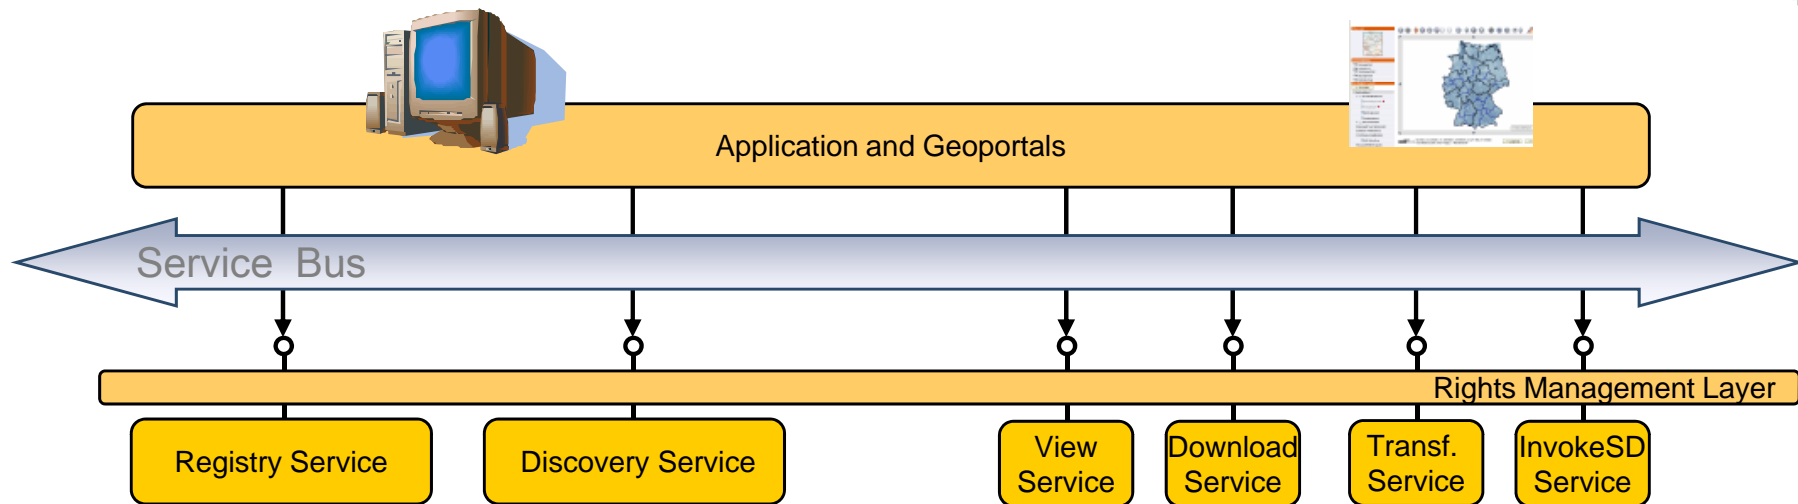 Application and Geoportals
Service Bus
Rights Management Layer
Registry Service
Discovery Service
View
Service
Download
Service
Transf.
Service
InvokeSD
Service